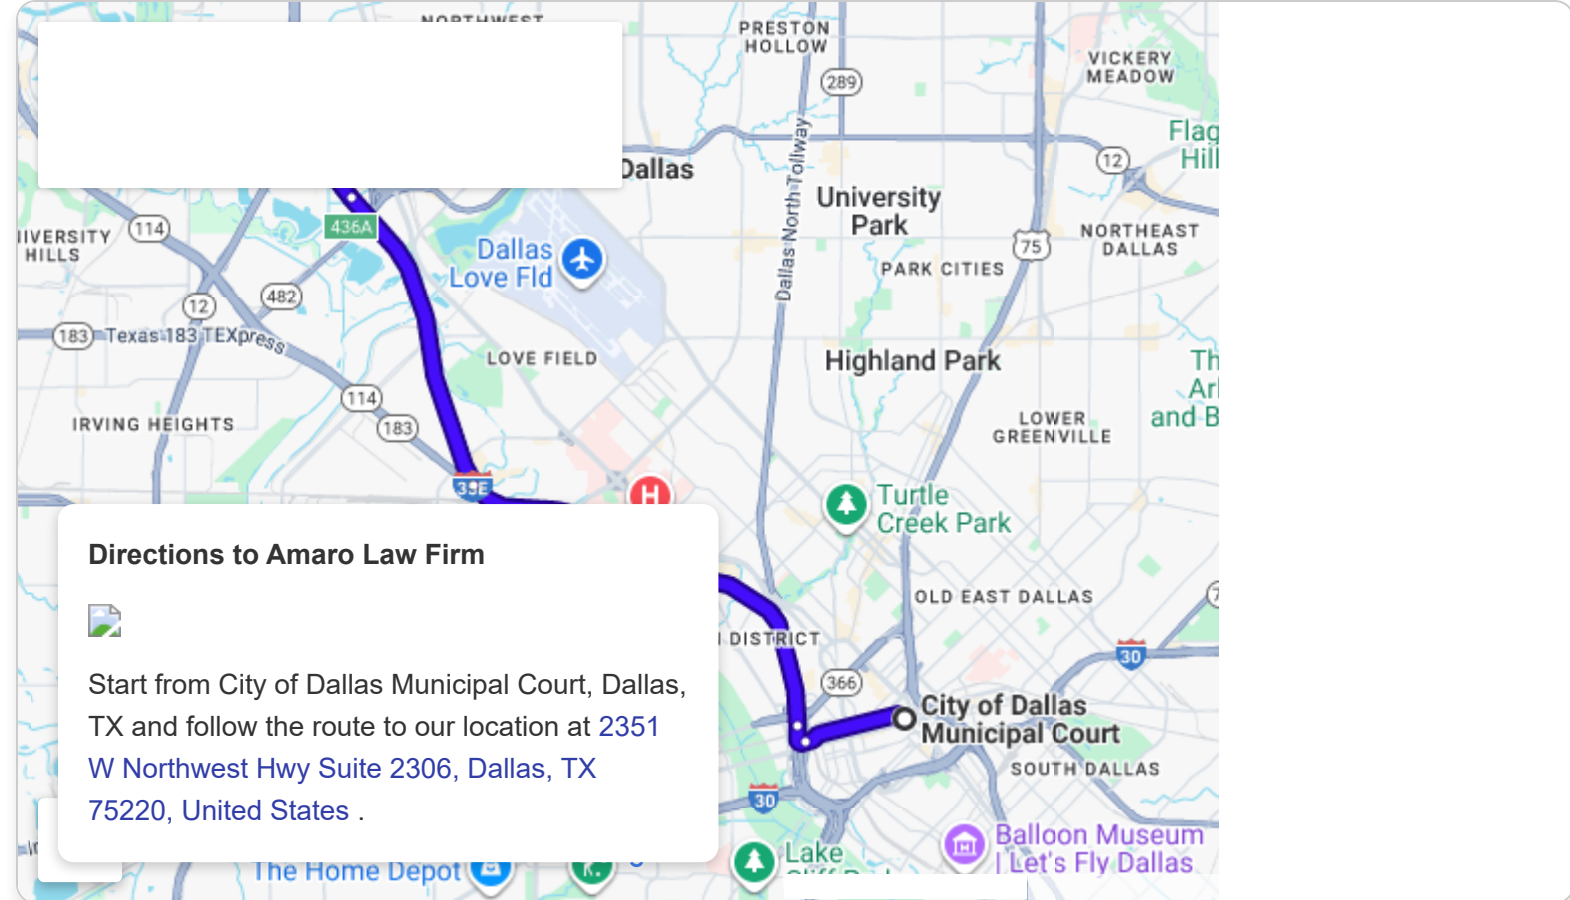 NORTHWEST
PRESTON
HOLLOW
VICKERY
MEADOW
289
Flag
Hill
Dallas
12
Dallas North Tollway
University
Park
436A
114
IVERSITY
HILLS
75
NORTHEAST
DALLAS
Dallas
Love Fld
PARK CITIES
482
12
183
Texas 183 TEXpress
LOVE FIELD
Highland Park
Th
Ar
and B
114
183
IRVING HEIGHTS
LOWER
GREENVILLE
35E
H
Turtle
Creek Park
Directions to Amaro Law Firm
OLD EAST DALLAS
7
DISTRICT
30
366
Start from City of Dallas Municipal Court, Dallas,
TX and follow the route to our location at 2351
W Northwest Hwy Suite 2306, Dallas, TX
75220, United States .
City of Dallas
Municipal Court
SOUTH DALLAS
30
Balloon Museum
| Let's Fly Dallas
Lake
The Home Depot